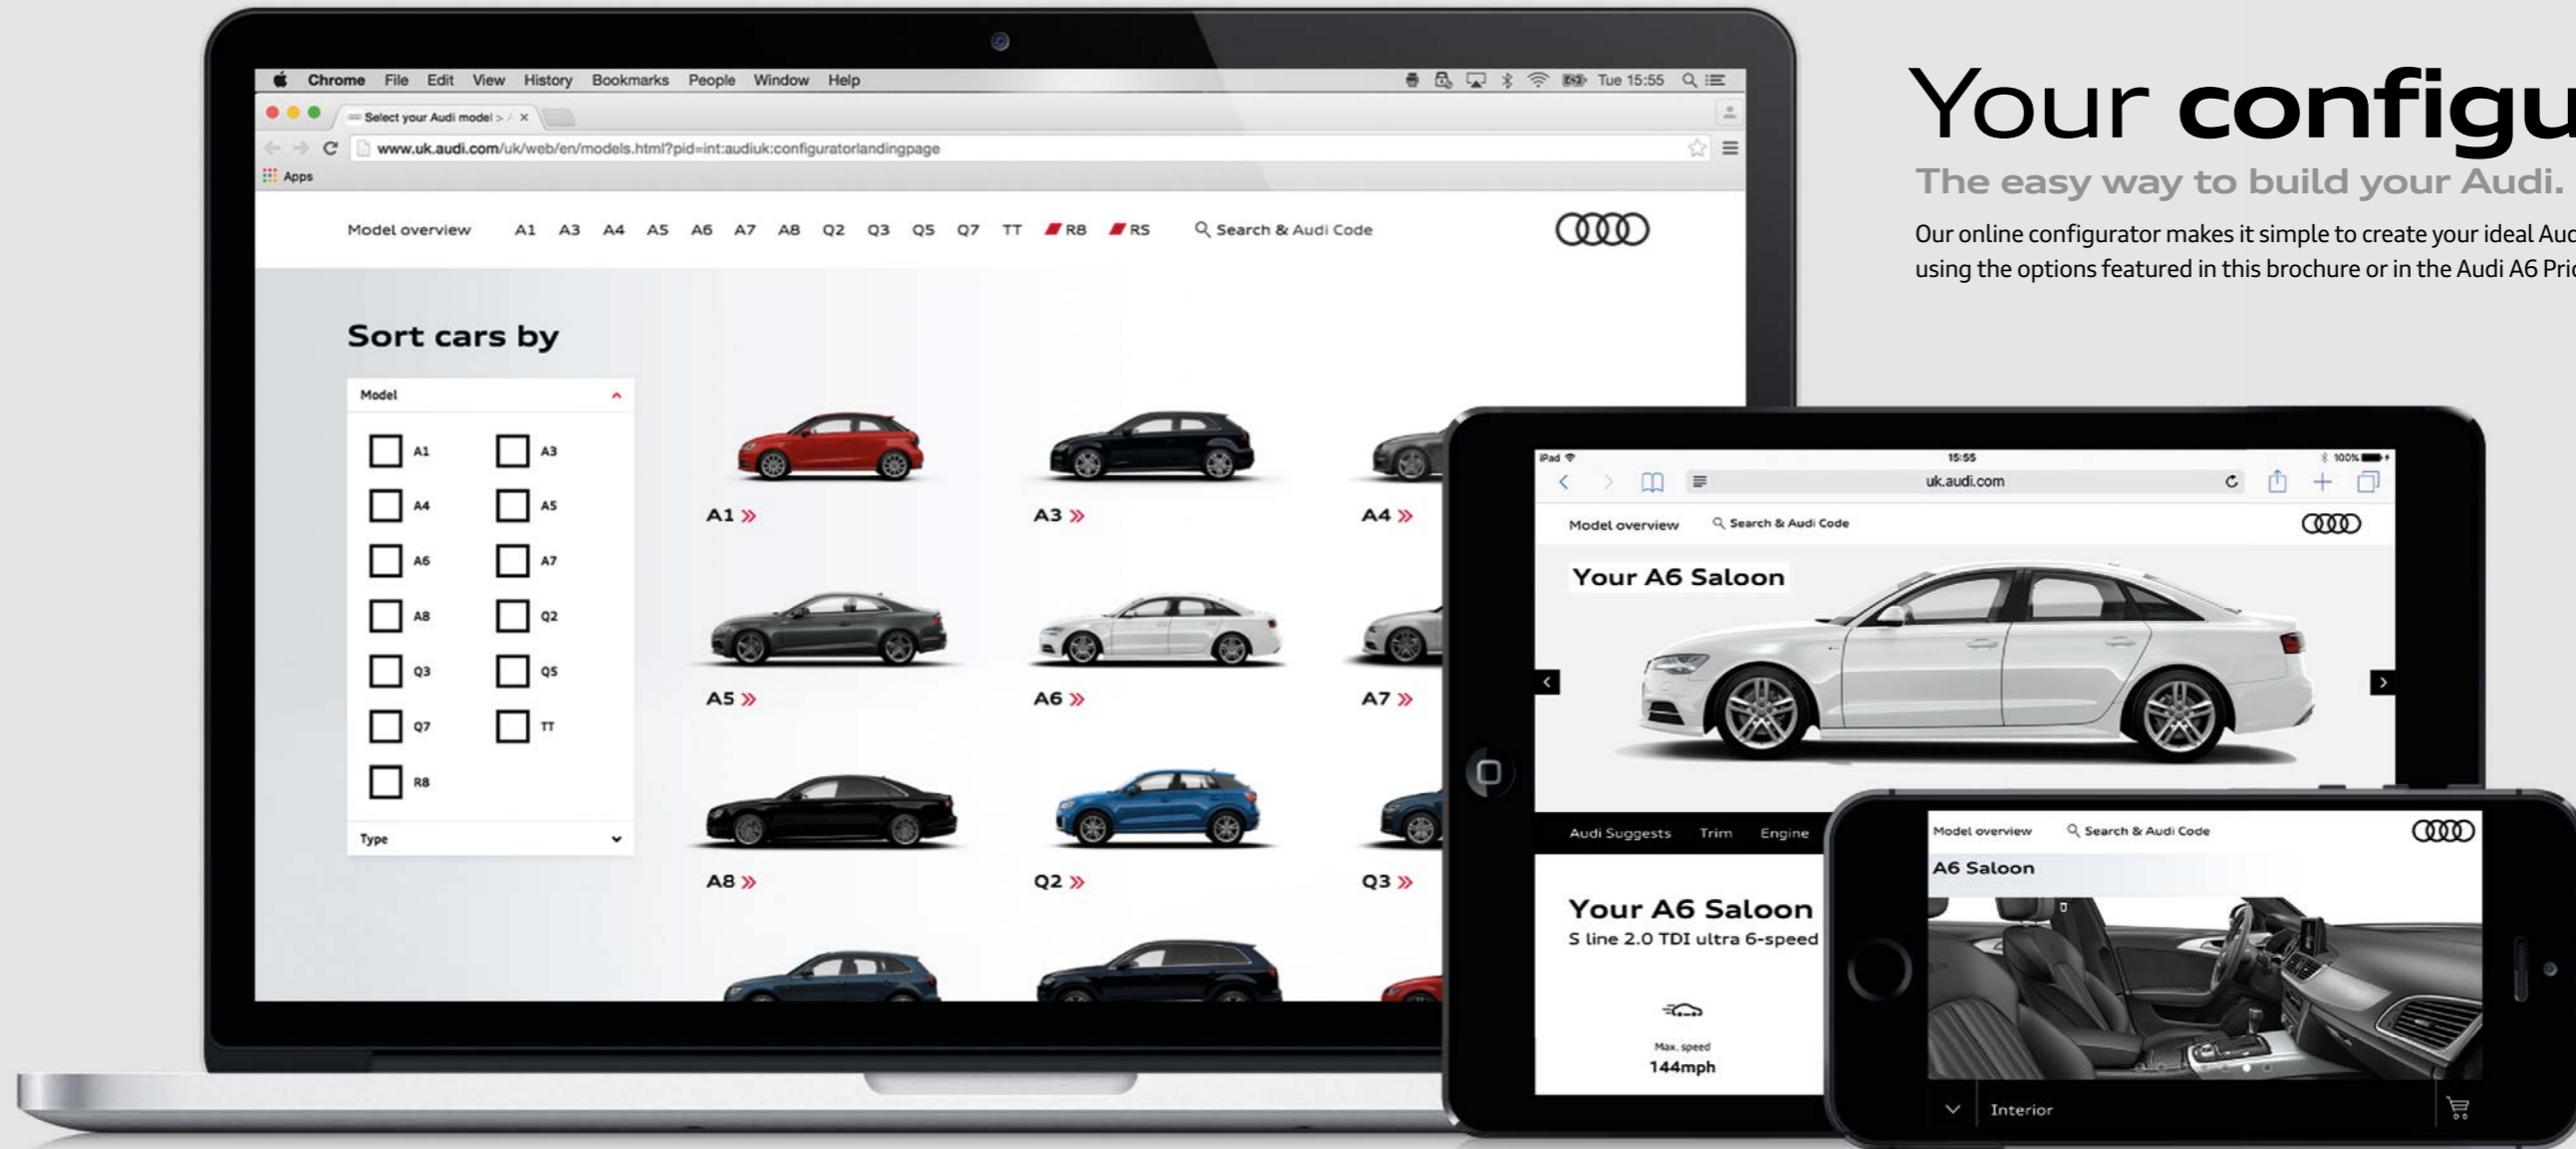 Chrome File Edit View History Bookmarks People Window Help Tue 15:55
Select your Audi model >
www.uk.audi.com/uk/web/en/models.html?pid=int:audiuk:configuratorlandingpage
Apps
Model overview A1 A3 A4 A5 A6 A7 A8 Q2 Q3 Q5 Q7 TT R8 RS Search & Audi Code
Sort cars by
Model
A1 A3
A4 A5
A6 A7
A8 Q2
Q3 Q5
Q7 TT
R8
Type
A1 » A3 » A4 »
A5 » A6 » A7 »
A8 » Q2 » Q3 »
Your configu
The easy way to build your Audi.
Our online configurator makes it simple to create your ideal Aud
using the options featured in this brochure or in the Audi A6 Pric
iPad 15:55 100%
uk.audi.com
Model overview Search & Audi Code
Your A6 Saloon
Audi Suggests Trim Engine
Your A6 Saloon
S line 2.0 TDI ultra 6-speed
Max. speed
144mph
Model overview Search & Audi Code
A6 Saloon
Interior